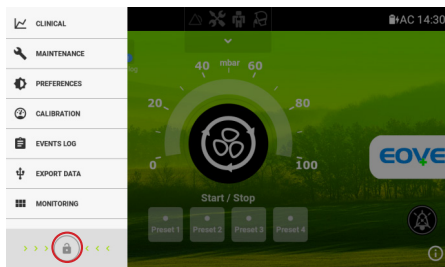 CLINICAL
MAINTENANCE
PREFERENCES
CALIBRATION
EVENTS LOG
EXPORT DATA
MONITORING
> > > < < <
AC 14:30
mbar
0
20
40
60
80
100
Start / Stop
Preset 1
Preset 2
Preset 3
Preset 4
EOVE